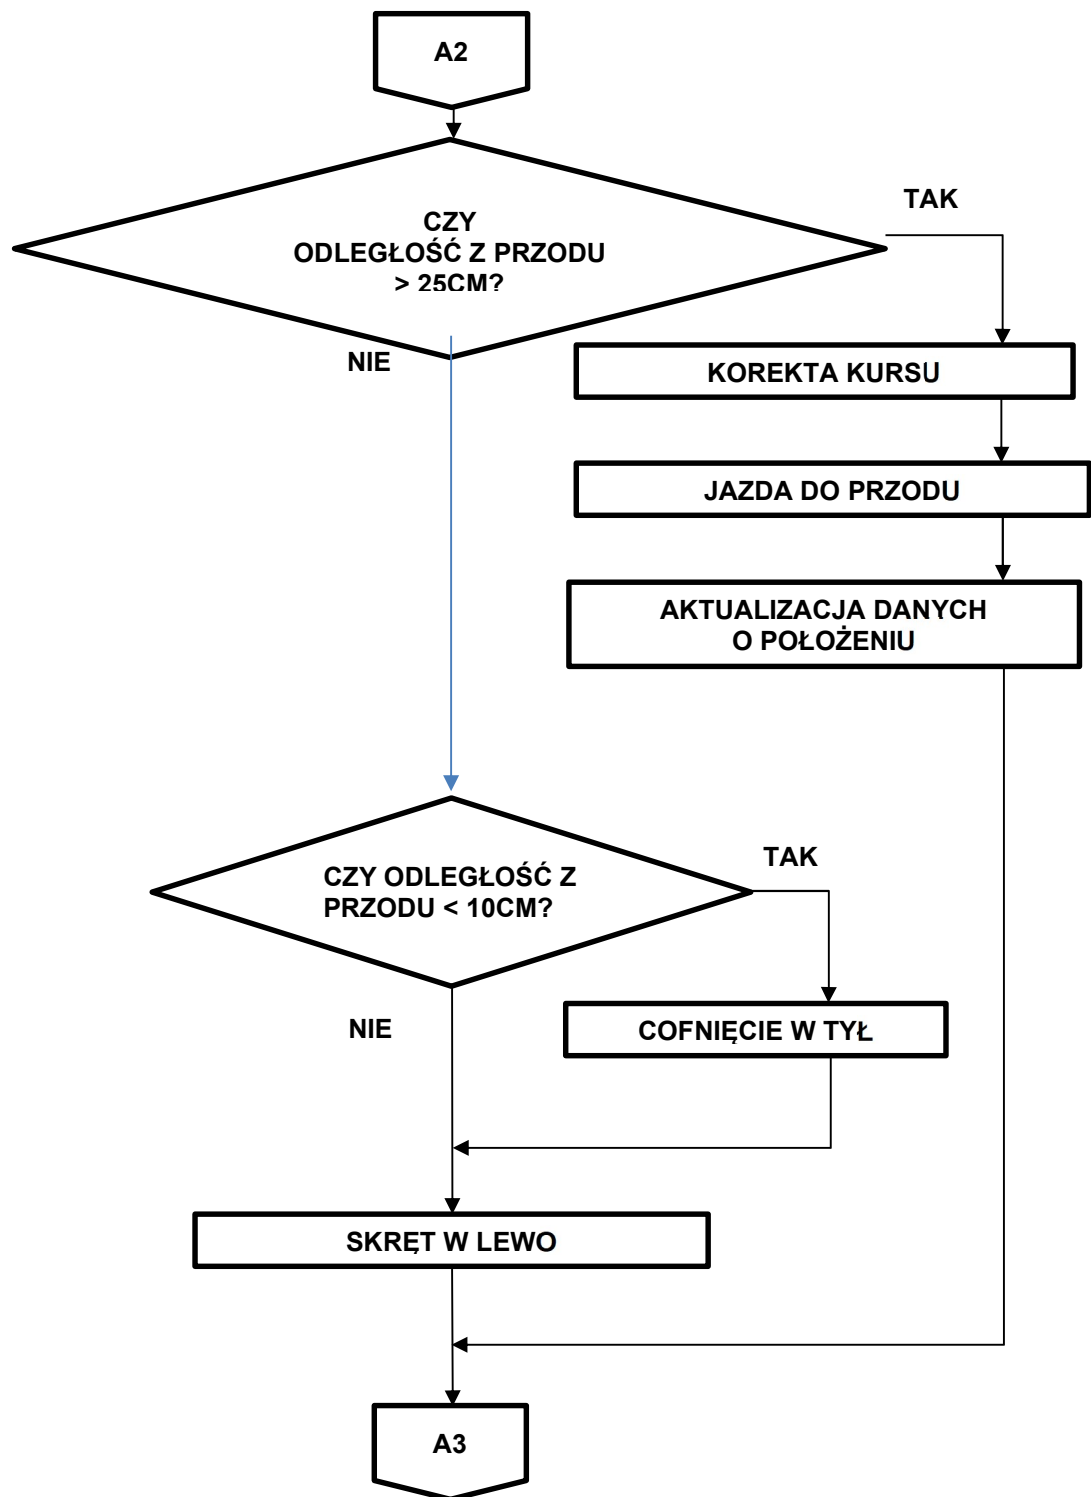 A2
TAK
CZY
ODLEGŁOŚĆ Z PRZODU
> 25CM?
NIE
KOREKTA KURSU
JAZDA DO PRZODU
AKTUALIZACJA DANYCH
O POŁOŻENIU
TAK
CZY ODLEGŁOŚĆ Z
PRZODU < 10CM?
NIE
COFNIĘCIE W TYŁ
SKRĘT W LEWO
A3